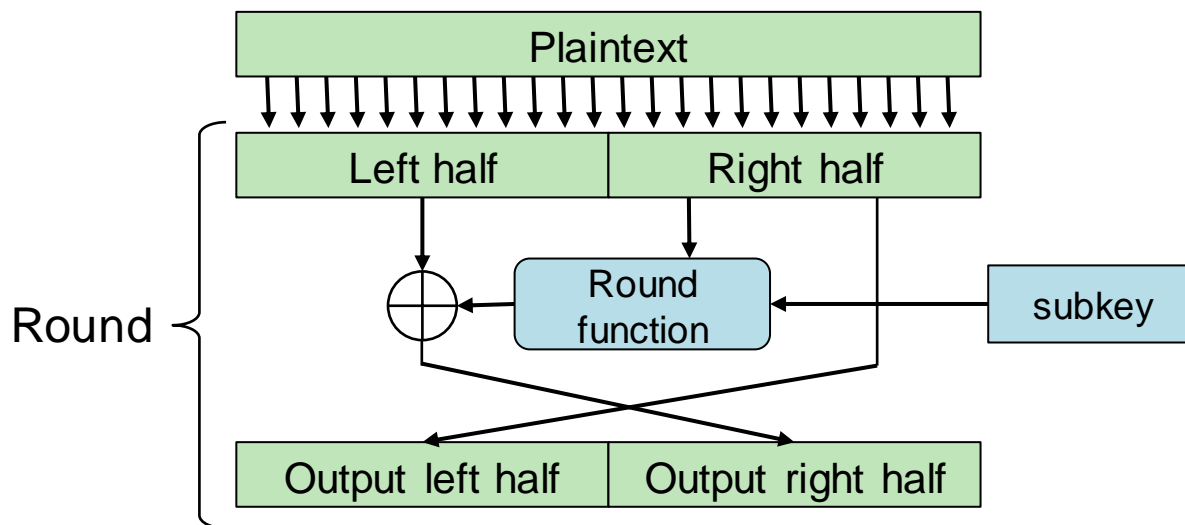 Plaintext
Left half
Right half
Round
function
subkey
Round
Output left half
Output right half